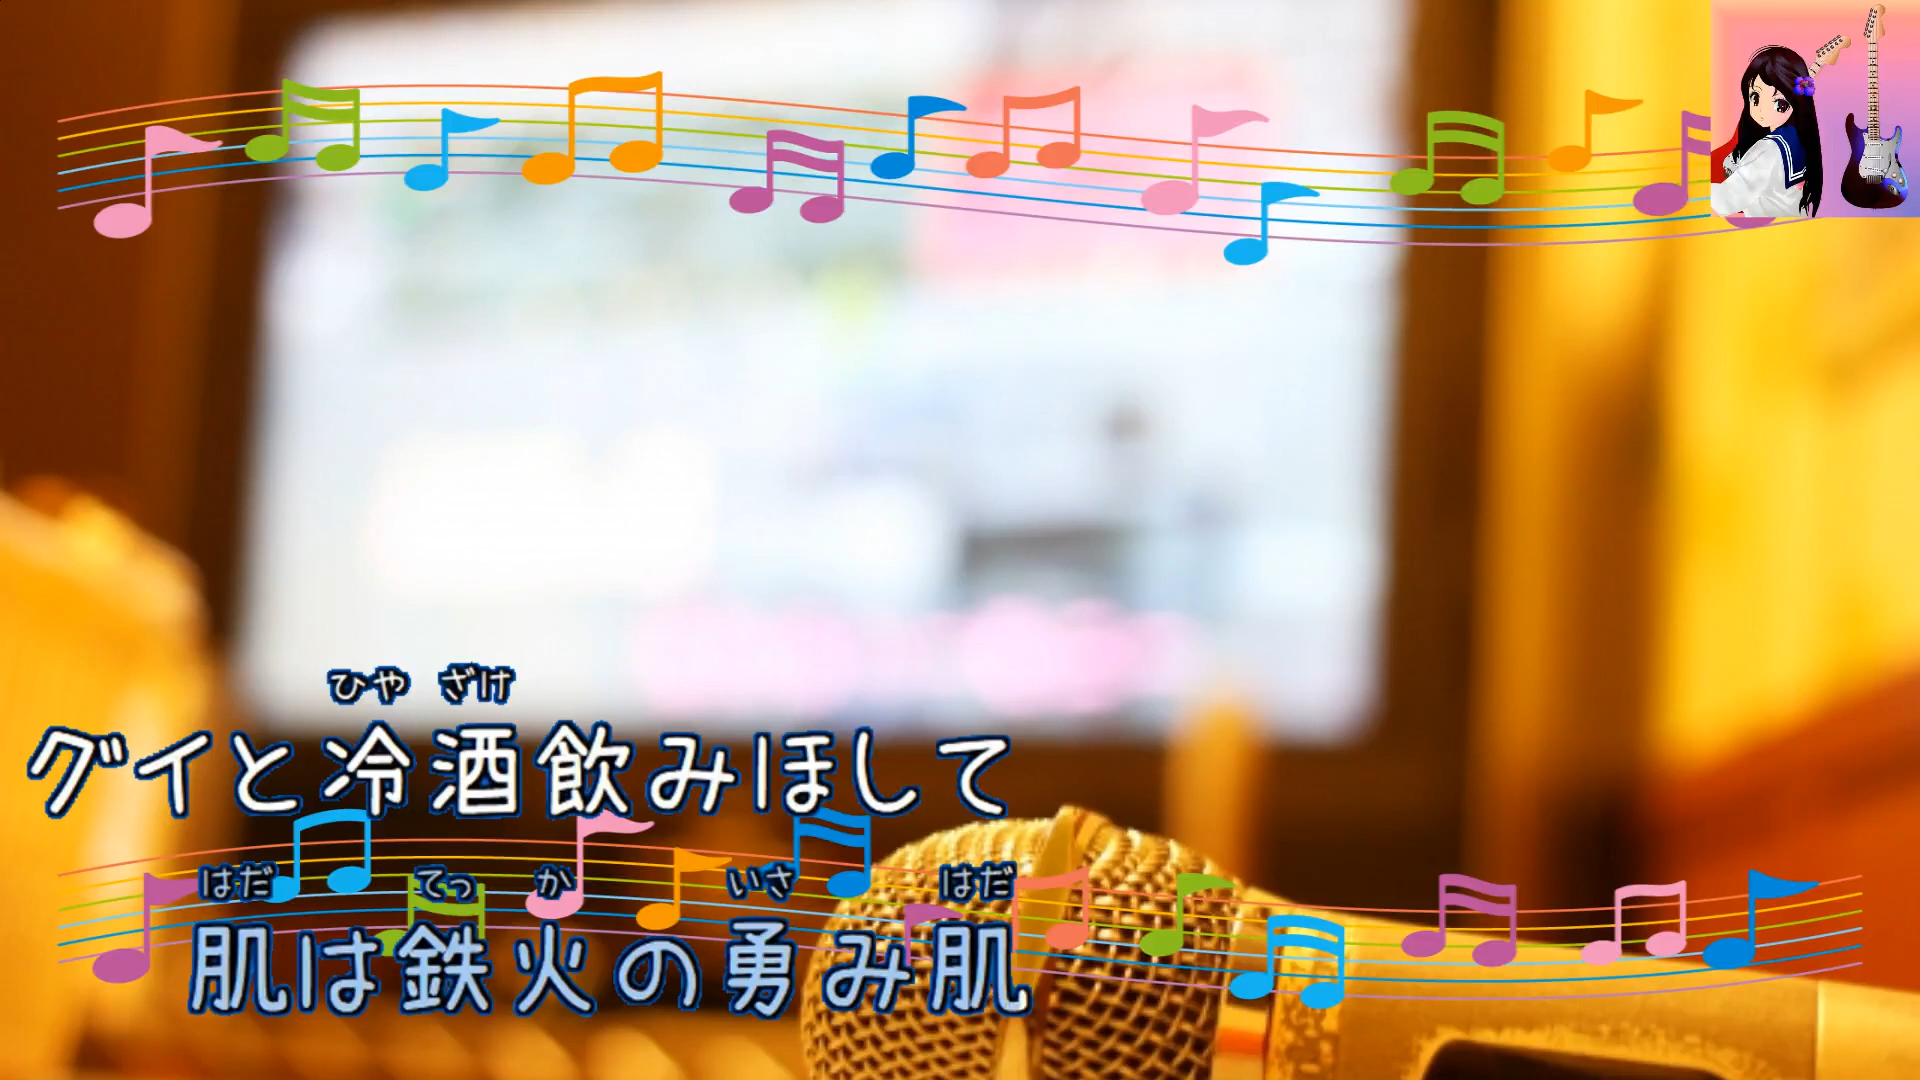 ひや ざけ
グイと冷酒飲みほして
はだ てっ か いさ はだ
肌は鉄火の勇み肌